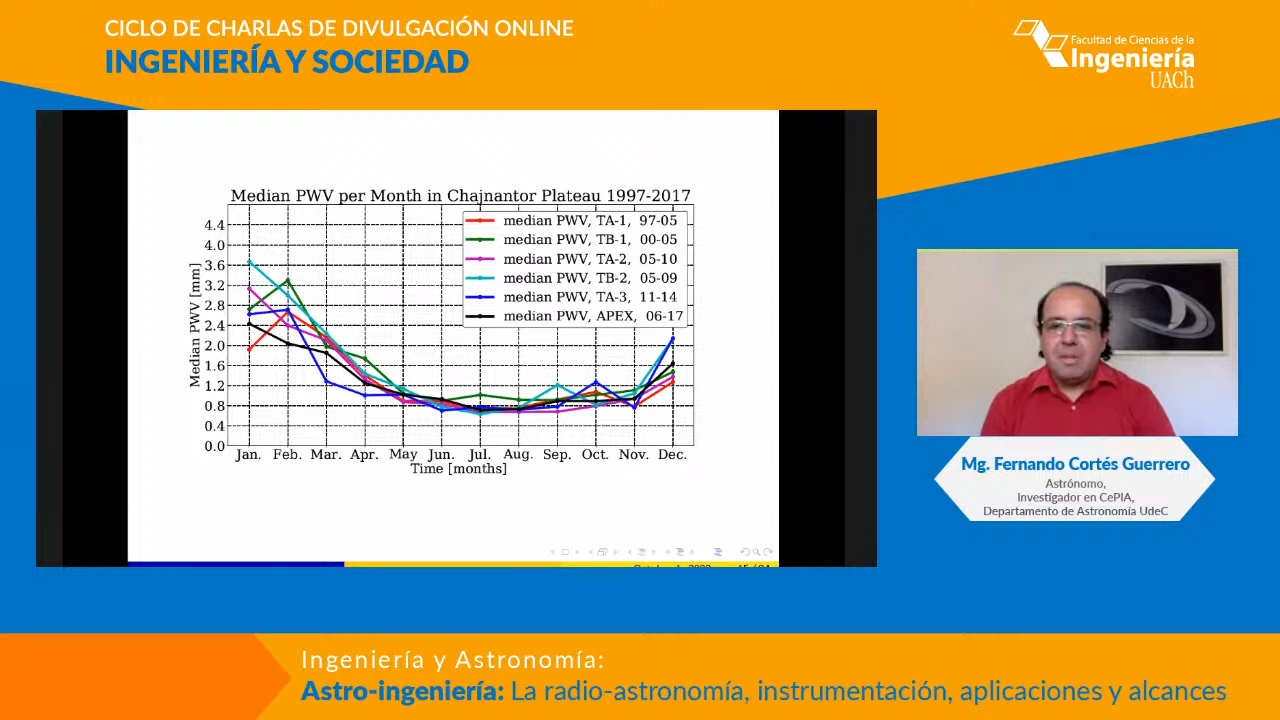 CICLO DE CHARLAS DE DIVULGACIÓN ONLINE
INGENIERÍA Y SOCIEDAD
Facultad de Ciencias de la
Ingeniería
UACh
Median PWV per Month in Chajnantor Plateau 1997-2017
median PWV, TA-1, 97-05
median PWV, TB-1, 00-05
median PWV, TA-2, 05-10
median PWV, TB-2, 05-09
median PWV, TA-3, 11-14
median PWV, APEX, 06-17
4.4
4.0
3.6
3.2
2.8
2.4
2.0
1.6
1.2
0.8
0.4
0.0
Median PWV [mm]
Jan. Feb. Mar. Apr. May Jun. Jul. Aug. Sep. Oct. Nov. Dec.
Time [months]
Mg. Fernando Cortés Guerrero
Astrónomo,
Investigador en CePIA,
Departamento de Astronomía UdeC
Ingeniería y Astronomía:
Astro-ingeniería: La radio-astronomía, instrumentación, aplicaciones y alcances